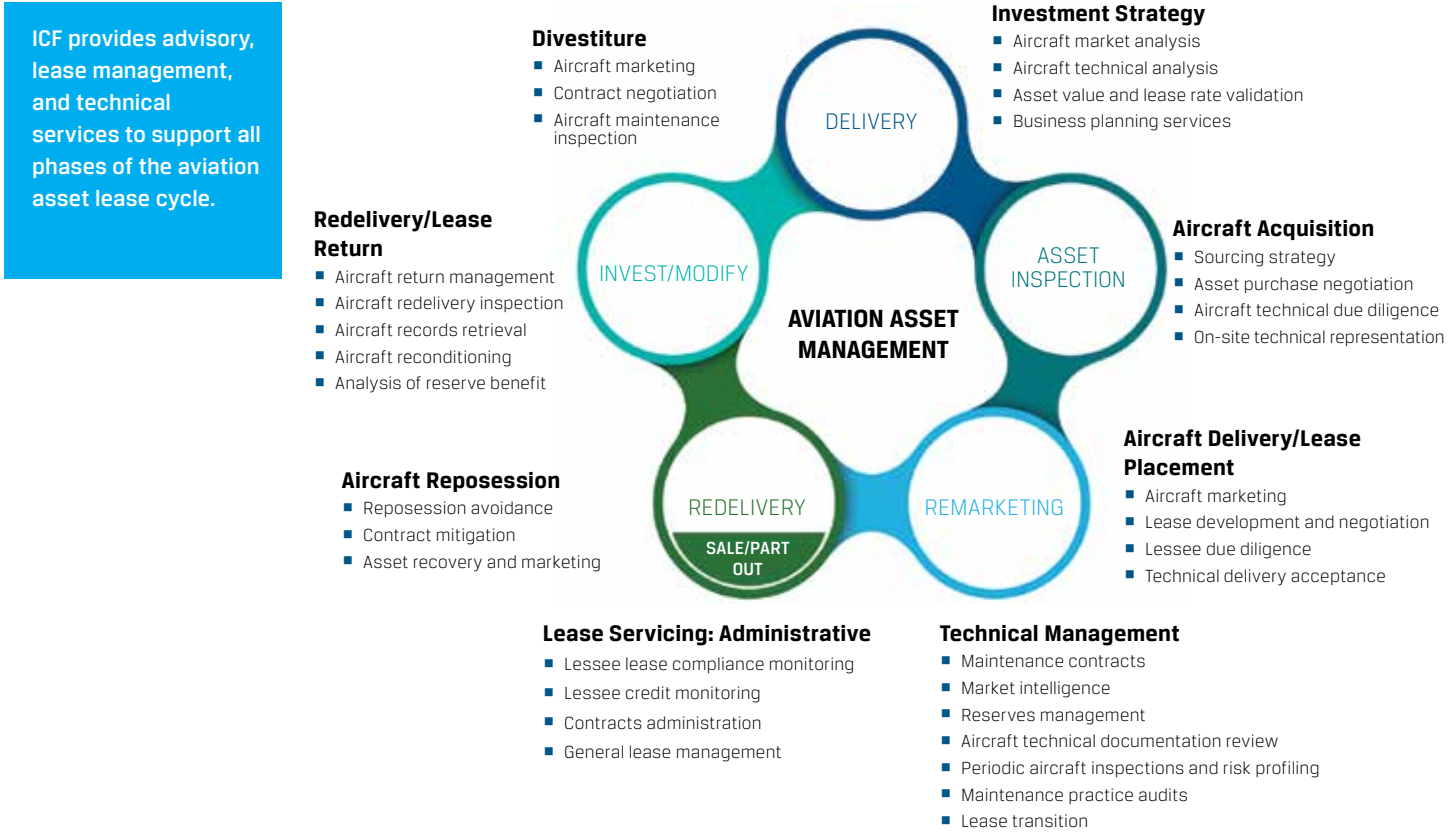 ICF provides advisory,
lease management,
and technical
services to support all
phases of the aviation
asset lease cycle.
Divestiture
Aircraft marketing
Contract negotiation
Aircraft maintenance
inspection
Investment Strategy
Aircraft market analysis
Aircraft technical analysis
Asset value and lease rate validation
Business planning services
DELIVERY
Redelivery/Lease
Return
Aircraft return management
Aircraft redelivery inspection
Aircraft records retrieval
Aircraft reconditioning
Analysis of reserve benefit
INVEST/MODIFY
ASSET
INSPECTION
Aircraft Acquisition
Sourcing strategy
Asset purchase negotiation
Aircraft technical due diligence
On-site technical representation
AVIATION ASSET
MANAGEMENT
Aircraft Reposession
Reposession avoidance
Contract mitigation
Asset recovery and marketing
REDELIVERY
SALE/PART
OUT
REMARKETING
Aircraft Delivery/Lease
Placement
Aircraft marketing
Lease development and negotiation
Lessee due diligence
Technical delivery acceptance
Lease Servicing: Administrative
Lessee lease compliance monitoring
Lessee credit monitoring
Contracts administration
General lease management
Technical Management
Maintenance contracts
Market intelligence
Reserves management
Aircraft technical documentation review
Periodic aircraft inspections and risk profiling
Maintenance practice audits
Lease transition